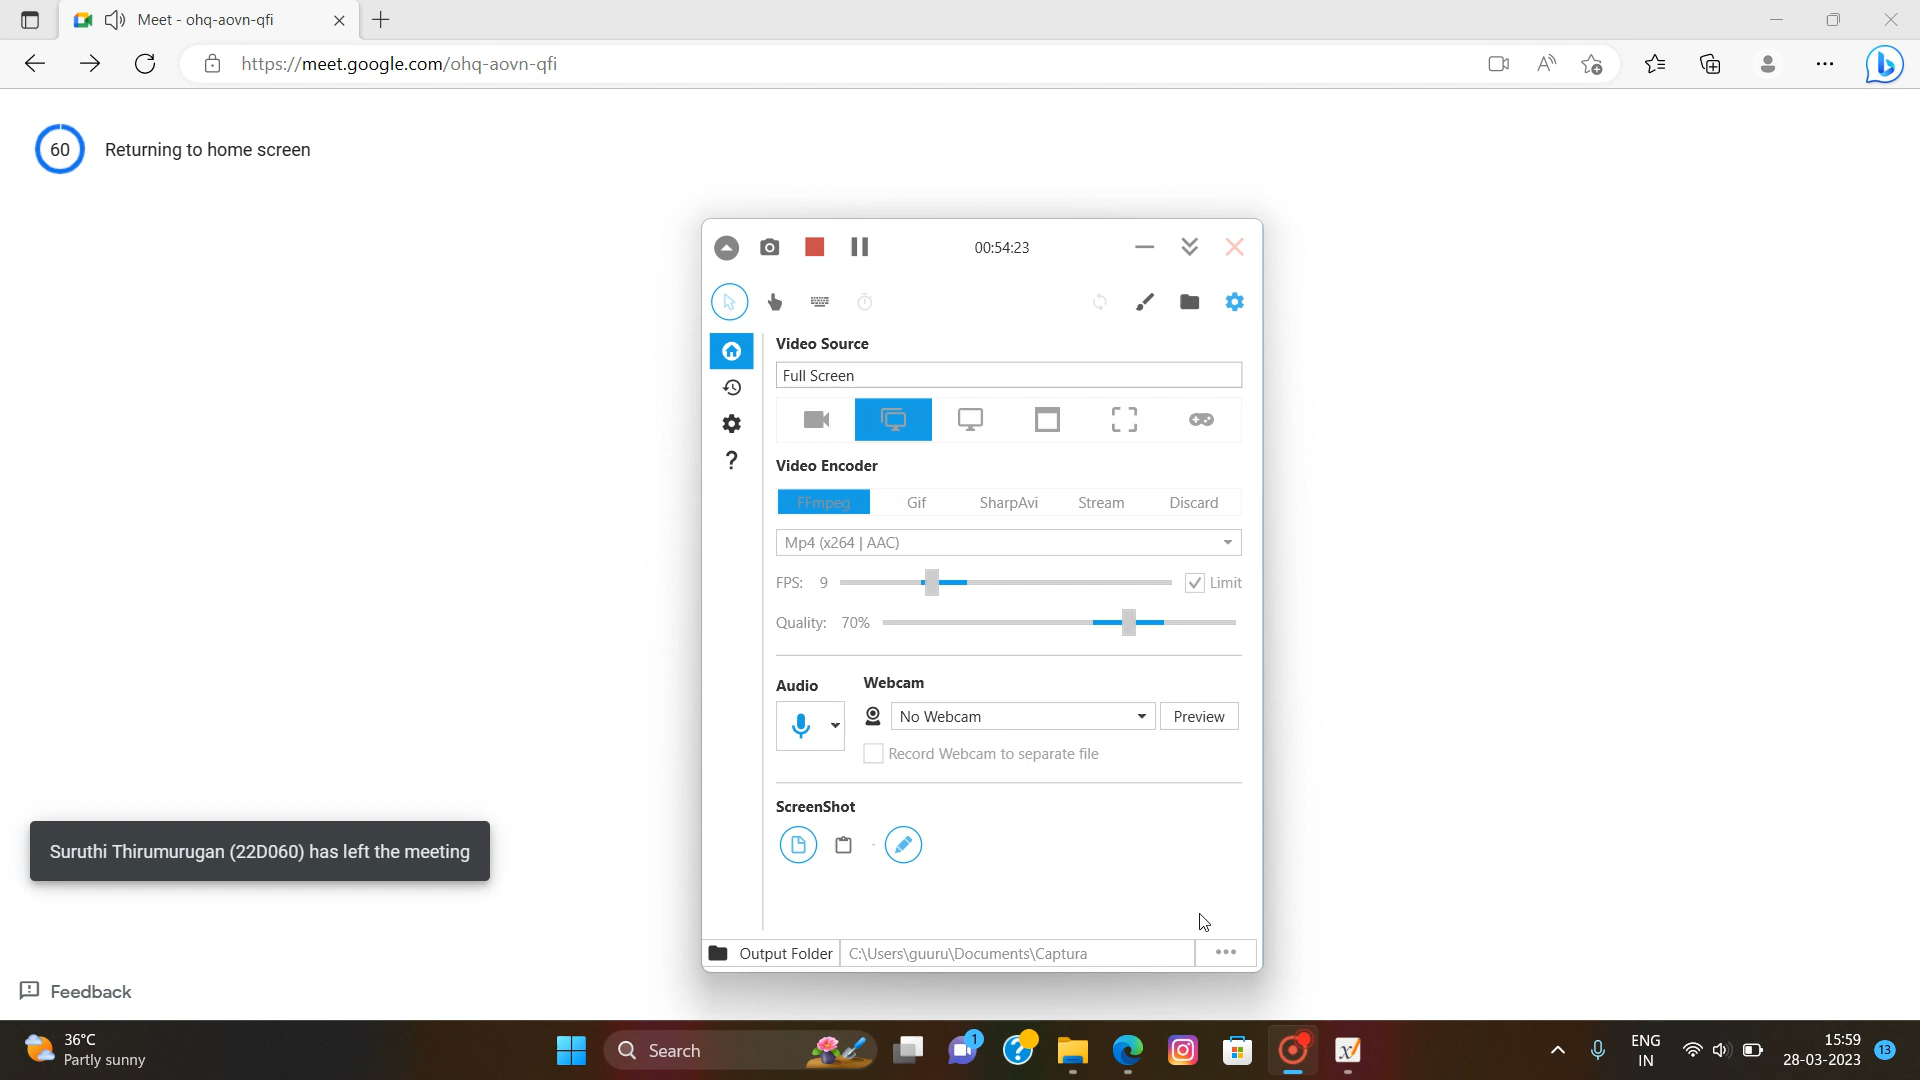 Meet - ohq-aovn-qfi
https://meet.google.com/ohq-aovn-qfi
60 Returning to home screen
00:54:23
Video Source
Full Screen
Video Encoder
FFmpeg Gif SharpAvi Stream Discard
Mp4 (x264 | AAC)
FPS: 9 Limit
Quality: 70%
Audio Webcam
No Webcam Preview
Record Webcam to separate file
ScreenShot
Suruthi Thirumurugan (22D060) has left the meeting
Output Folder C:\Users\guuru\Documents\Captura ...
Feedback
36°C
Partly sunny
Search
1
ENG
IN
15:59
28-03-2023
13